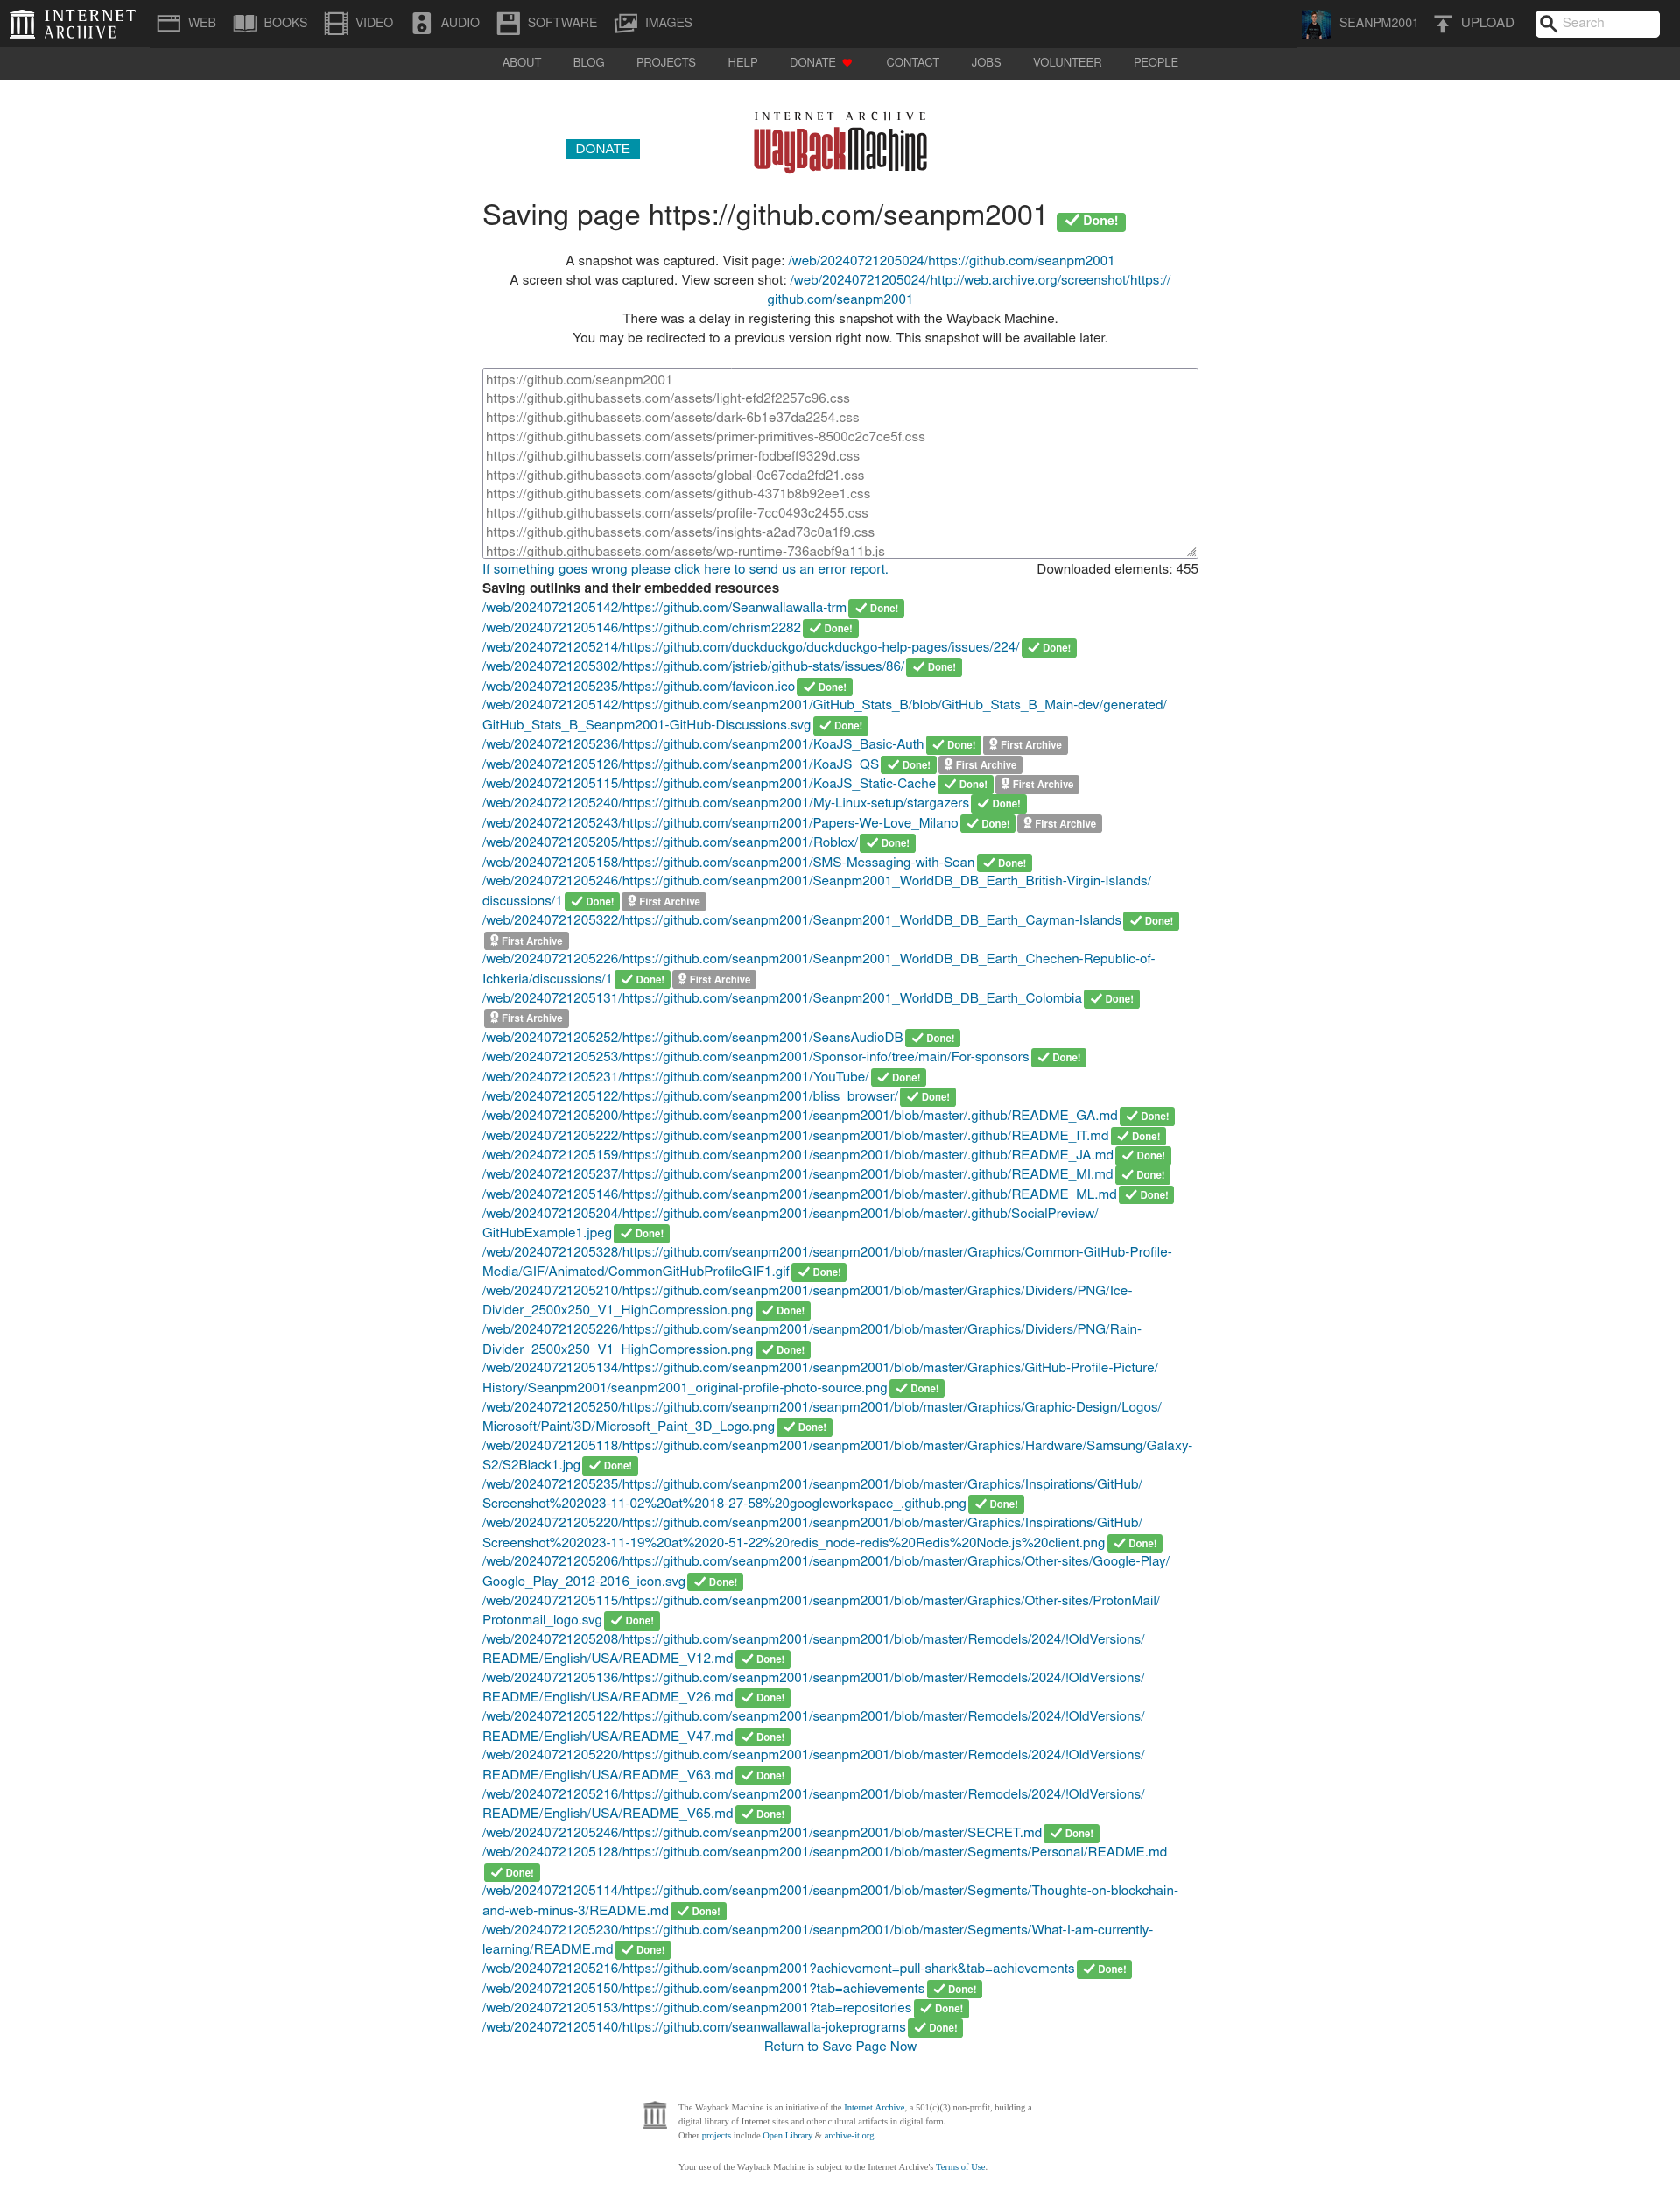 INTERNET ARCHIVE
WEB BOOKS VIDEO AUDIO SOFTWARE IMAGES SEANPM2001 UPLOAD Search
ABOUT BLOG PROJECTS HELP DONATE CONTACT JOBS VOLUNTEER PEOPLE
INTERNET ARCHIVE
DONATE WayBackMachine
Saving page https://github.com/seanpm2001 Done!
A snapshot was captured. Visit page: /web/20240721205024/https://github.com/seanpm2001
A screen shot was captured. View screen shot: /web/20240721205024/http://web.archive.org/screenshot/https://
github.com/seanpm2001
There was a delay in registering this snapshot with the Wayback Machine.
You may be redirected to a previous version right now. This snapshot will be available later.
https://github.com/seanpm2001
https://github.githubassets.com/assets/light-efd2f2257c96.css
https://github.githubassets.com/assets/dark-6b1e37da2254.css
https://github.githubassets.com/assets/primer-primitives-8500c2c7ce5f.css
https://github.githubassets.com/assets/primer-fbdbeff9329d.css
https://github.githubassets.com/assets/global-0c67cda2fd21.css
https://github.githubassets.com/assets/github-4371b8b92ee1.css
https://github.githubassets.com/assets/profile-7cc0493c2455.css
https://github.githubassets.com/assets/insights-a2ad73c0a1f9.css
https://github.githubassets.com/assets/wp-runtime-736acbf9a11b.js
If something goes wrong please click here to send us an error report. Downloaded elements: 455
Saving outlinks and their embedded resources
/web/20240721205142/https://github.com/Seanwallawalla-trm Done!
/web/20240721205146/https://github.com/chrism2282 Done!
/web/20240721205214/https://github.com/duckduckgo/duckduckgo-help-pages/issues/224/ Done!
/web/20240721205302/https://github.com/jstrieb/github-stats/issues/86/ Done!
/web/20240721205235/https://github.com/favicon.ico Done!
/web/20240721205142/https://github.com/seanpm2001/GitHub_Stats_B/blob/GitHub_Stats_B_Main-dev/generated/
GitHub_Stats_B_Seanpm2001-GitHub-Discussions.svg Done!
/web/20240721205236/https://github.com/seanpm2001/KoaJS_Basic-Auth Done! First Archive
/web/20240721205126/https://github.com/seanpm2001/KoaJS_QS Done! First Archive
/web/20240721205115/https://github.com/seanpm2001/KoaJS_Static-Cache Done! First Archive
/web/20240721205240/https://github.com/seanpm2001/My-Linux-setup/stargazers Done!
/web/20240721205243/https://github.com/seanpm2001/Papers-We-Love_Milano Done! First Archive
/web/20240721205205/https://github.com/seanpm2001/Roblox/ Done!
/web/20240721205158/https://github.com/seanpm2001/SMS-Messaging-with-Sean Done!
/web/20240721205246/https://github.com/seanpm2001/Seanpm2001_WorldDB_DB_Earth_British-Virgin-Islands/
discussions/1 Done! First Archive
/web/20240721205322/https://github.com/seanpm2001/Seanpm2001_WorldDB_DB_Earth_Cayman-Islands Done!
First Archive
/web/20240721205226/https://github.com/seanpm2001/Seanpm2001_WorldDB_DB_Earth_Chechen-Republic-of-
Ichkeria/discussions/1 Done! First Archive
/web/20240721205131/https://github.com/seanpm2001/Seanpm2001_WorldDB_DB_Earth_Colombia Done!
First Archive
/web/20240721205252/https://github.com/seanpm2001/SeansAudioDB Done!
/web/20240721205253/https://github.com/seanpm2001/Sponsor-info/tree/main/For-sponsors Done!
/web/20240721205231/https://github.com/seanpm2001/YouTube/ Done!
/web/20240721205122/https://github.com/seanpm2001/bliss_browser/ Done!
/web/20240721205200/https://github.com/seanpm2001/seanpm2001/blob/master/.github/README_GA.md Done!
/web/20240721205222/https://github.com/seanpm2001/seanpm2001/blob/master/.github/README_IT.md Done!
/web/20240721205159/https://github.com/seanpm2001/seanpm2001/blob/master/.github/README_JA.md Done!
/web/20240721205237/https://github.com/seanpm2001/seanpm2001/blob/master/.github/README_MI.md Done!
/web/20240721205146/https://github.com/seanpm2001/seanpm2001/blob/master/.github/README_ML.md Done!
/web/20240721205204/https://github.com/seanpm2001/seanpm2001/blob/master/.github/SocialPreview/
GitHubExample1.jpeg Done!
/web/20240721205328/https://github.com/seanpm2001/seanpm2001/blob/master/Graphics/Common-GitHub-Profile-
Media/GIF/Animated/CommonGitHubProfileGIF1.gif Done!
/web/20240721205210/https://github.com/seanpm2001/seanpm2001/blob/master/Graphics/Dividers/PNG/Ice-
Divider_2500x250_V1_HighCompression.png Done!
/web/20240721205226/https://github.com/seanpm2001/seanpm2001/blob/master/Graphics/Dividers/PNG/Rain-
Divider_2500x250_V1_HighCompression.png Done!
/web/20240721205134/https://github.com/seanpm2001/seanpm2001/blob/master/Graphics/GitHub-Profile-Picture/
History/Seanpm2001/seanpm2001_original-profile-photo-source.png Done!
/web/20240721205250/https://github.com/seanpm2001/seanpm2001/blob/master/Graphics/Graphic-Design/Logos/
Microsoft/Paint/3D/Microsoft_Paint_3D_Logo.png Done!
/web/20240721205118/https://github.com/seanpm2001/seanpm2001/blob/master/Graphics/Hardware/Samsung/Galaxy-
S2/S2Black1.jpg Done!
/web/20240721205235/https://github.com/seanpm2001/seanpm2001/blob/master/Graphics/Inspirations/GitHub/
Screenshot%202023-11-02%20at%2018-27-58%20googleworkspace_.github.png Done!
/web/20240721205220/https://github.com/seanpm2001/seanpm2001/blob/master/Graphics/Inspirations/GitHub/
Screenshot%202023-11-19%20at%2020-51-22%20redis_node-redis%20Redis%20Node.js%20client.png Done!
/web/20240721205206/https://github.com/seanpm2001/seanpm2001/blob/master/Graphics/Other-sites/Google-Play/
Google_Play_2012-2016_icon.svg Done!
/web/20240721205115/https://github.com/seanpm2001/seanpm2001/blob/master/Graphics/Other-sites/ProtonMail/
Protonmail_logo.svg Done!
/web/20240721205208/https://github.com/seanpm2001/seanpm2001/blob/master/Remodels/2024/!OldVersions/
README/English/USA/README_V12.md Done!
/web/20240721205136/https://github.com/seanpm2001/seanpm2001/blob/master/Remodels/2024/!OldVersions/
README/English/USA/README_V26.md Done!
/web/20240721205122/https://github.com/seanpm2001/seanpm2001/blob/master/Remodels/2024/!OldVersions/
README/English/USA/README_V47.md Done!
/web/20240721205220/https://github.com/seanpm2001/seanpm2001/blob/master/Remodels/2024/!OldVersions/
README/English/USA/README_V63.md Done!
/web/20240721205216/https://github.com/seanpm2001/seanpm2001/blob/master/Remodels/2024/!OldVersions/
README/English/USA/README_V65.md Done!
/web/20240721205246/https://github.com/seanpm2001/seanpm2001/blob/master/SECRET.md Done!
/web/20240721205128/https://github.com/seanpm2001/seanpm2001/blob/master/Segments/Personal/README.md
Done!
/web/20240721205114/https://github.com/seanpm2001/seanpm2001/blob/master/Segments/Thoughts-on-blockchain-
and-web-minus-3/README.md Done!
/web/20240721205230/https://github.com/seanpm2001/seanpm2001/blob/master/Segments/What-I-am-currently-
learning/README.md Done!
/web/20240721205216/https://github.com/seanpm2001?achievement=pull-shark&tab=achievements Done!
/web/20240721205150/https://github.com/seanpm2001?tab=achievements Done!
/web/20240721205153/https://github.com/seanpm2001?tab=repositories Done!
/web/20240721205140/https://github.com/seanwallawalla-jokeprograms Done!
Return to Save Page Now
The Wayback Machine is an initiative of the Internet Archive, a 501(c)(3) non-profit, building a
digital library of Internet sites and other cultural artifacts in digital form.
Other projects include Open Library & archive-it.org.
Your use of the Wayback Machine is subject to the Internet Archive's Terms of Use.